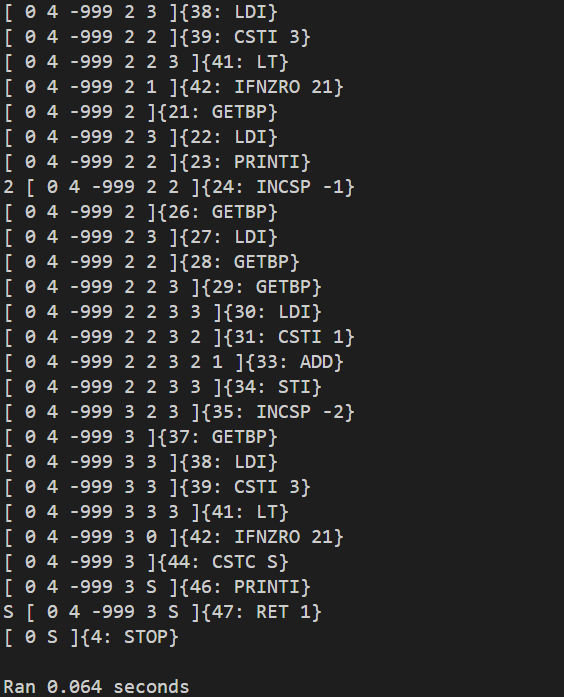 [ 0 4 -999 2 3 ]{38: LDI}
[ 0 4 -999 2 2 ]{39: CSTI 3}
[ 0 4 -999 2 2 3 ]{41: LT}
[ 0 4 -999 2 1 ]{42: IFNZRO 21}
[ 0 4 -999 2 ]{21: GETBP}
[ 0 4 -999 2 3 ]{22: LDI}
[ 0 4 -999 2 2 ]{23: PRINTI}
2 [ 0 4 -999 2 2 ]{24: INCSP -1}
[ 0 4 -999 2 ]{26: GETBP}
[ 0 4 -999 2 3 ]{27: LDI}
[ 0 4 -999 2 2 ]{28: GETBP}
[ 0 4 -999 2 2 3 ]{29: GETBP}
[ 0 4 -999 2 2 3 3 ]{30: LDI}
[ 0 4 -999 2 2 3 2 ]{31: CSTI 1}
[ 0 4 -999 2 2 3 2 1 ]{33: ADD}
[ 0 4 -999 2 2 3 3 ]{34: STI}
[ 0 4 -999 3 2 3 ]{35: INCSP -2}
[ 0 4 -999 3 ]{37: GETBP}
[ 0 4 -999 3 3 ]{38: LDI}
[ 0 4 -999 3 3 ]{39: CSTI 3}
[ 0 4 -999 3 3 3 ]{41: LT}
[ 0 4 -999 3 0 ]{42: IFNZRO 21}
[ 0 4 -999 3 ]{44: CSTC S}
[ 0 4 -999 3 S ]{46: PRINTI}
S [ 0 4 -999 3 S ]{47: RET 1}
[ 0 S ]{4: STOP}
Ran 0.064 seconds